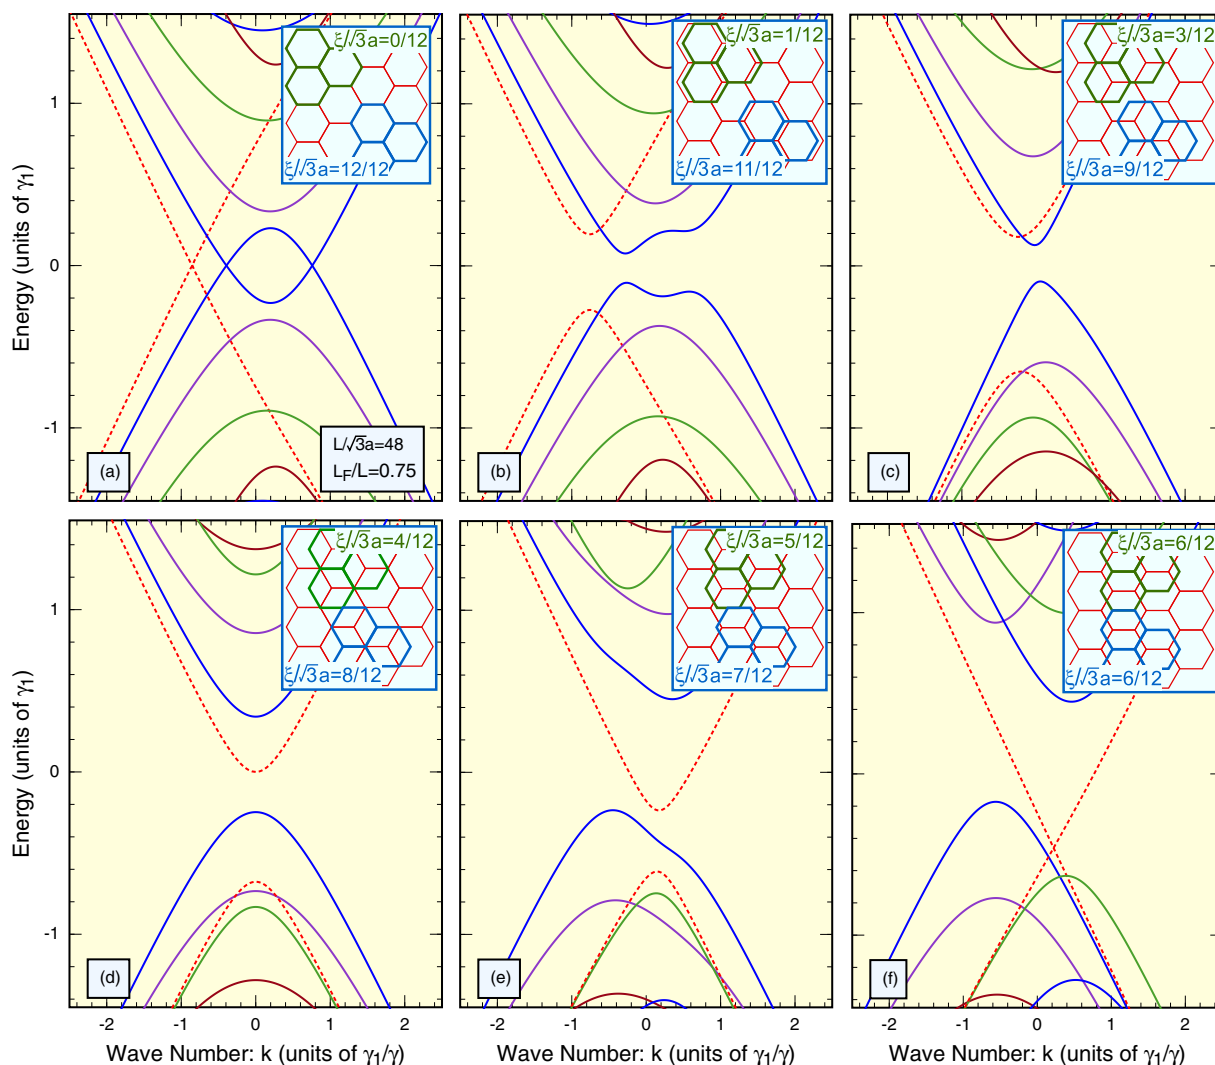 ξ/√3a=0/12
ξ/√3a=12/12
(a)
L/√3a=48
L_F/L=0.75
ξ/√3a=1/12
ξ/√3a=11/12
(b)
ξ/√3a=3/12
ξ/√3a=9/12
(c)
1
0
-1
Energy (units of γ₁)
ξ/√3a=4/12
ξ/√3a=8/12
(d)
ξ/√3a=5/12
ξ/√3a=7/12
(e)
ξ/√3a=6/12
ξ/√3a=6/12
(f)
1
0
-1
Energy (units of γ₁)
-2 -1 0 1 2
-2 -1 0 1 2
-2 -1 0 1 2
Wave Number: k (units of γ₁/γ)
Wave Number: k (units of γ₁/γ)
Wave Number: k (units of γ₁/γ)